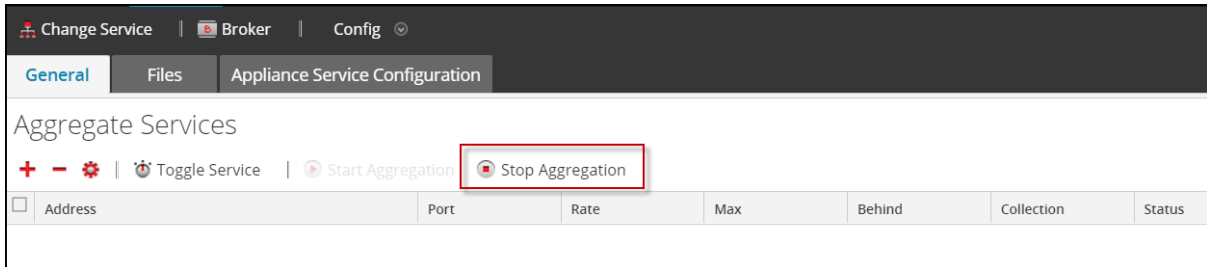 Change Service | B Broker | Config
General Files Appliance Service Configuration
Aggregate Services
+ − Toggle Service | Start Aggregation Stop Aggregation
Address Port Rate Max Behind Collection Status